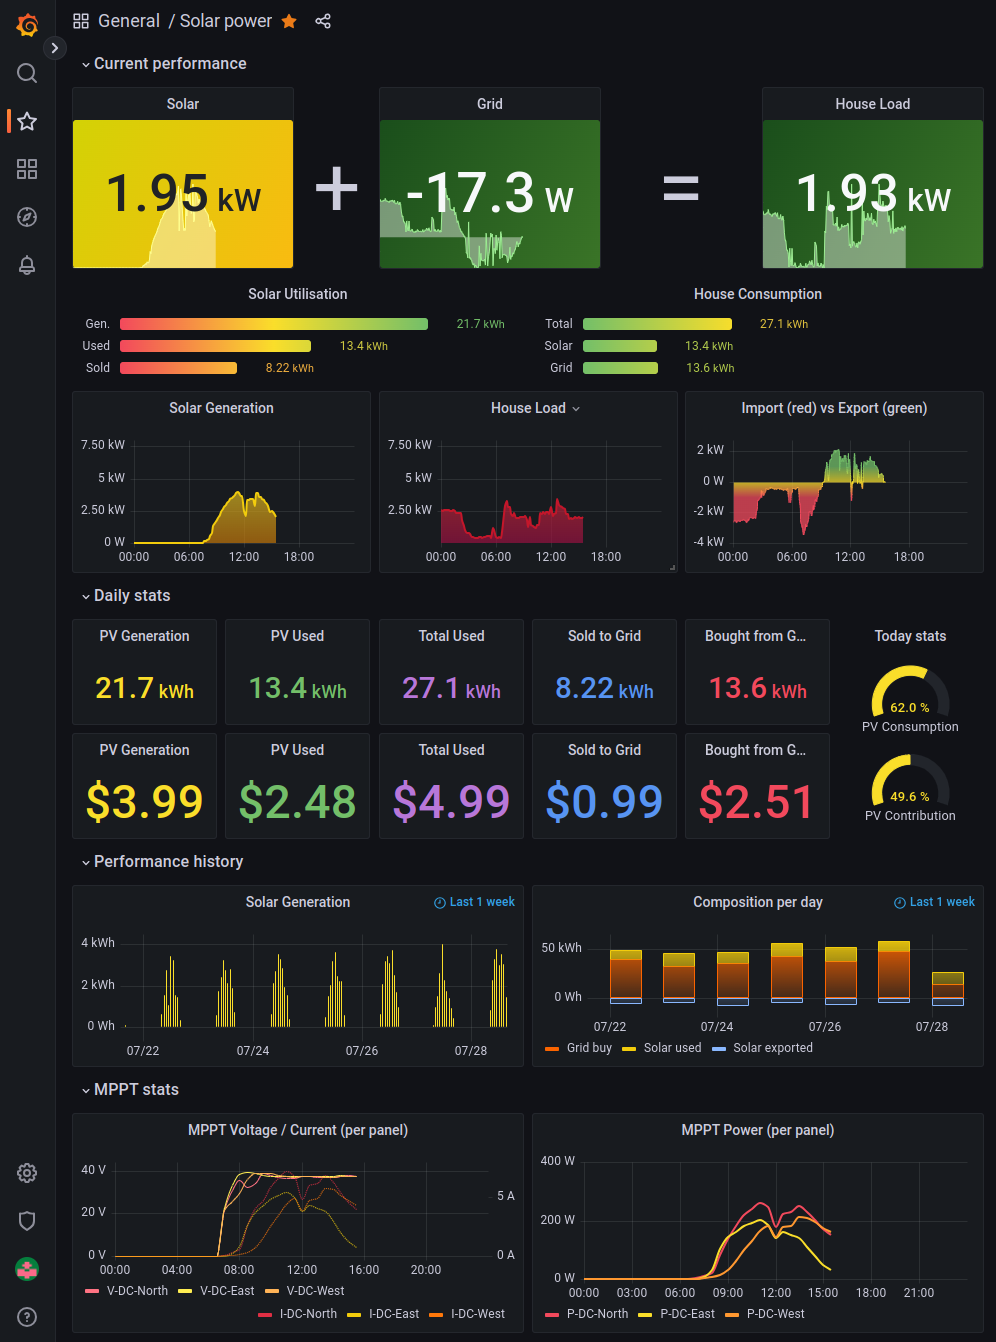 General / Solar power
Current performance
Solar
Grid
House Load
1.95 kW
+
-17.3 W
=
1.93 kW
Solar Utilisation
House Consumption
Gen. 21.7 kWh
Used 13.4 kWh
Sold 8.22 kWh
Total 27.1 kWh
Solar 13.4 kWh
Grid 13.6 kWh
Solar Generation
7.50 kW
5 kW
2.50 kW
0 W
00:00 06:00 12:00 18:00
House Load
7.50 kW
5 kW
2.50 kW
00:00 06:00 12:00 18:00
Import (red) vs Export (green)
2 kW
0 W
-2 kW
-4 kW
00:00 06:00 12:00 18:00
Daily stats
PV Generation
21.7 kWh
PV Used
13.4 kWh
Total Used
27.1 kWh
Sold to Grid
8.22 kWh
Bought from G...
13.6 kWh
Today stats
62.0 %
PV Consumption
49.6 %
PV Contribution
PV Generation
$3.99
PV Used
$2.48
Total Used
$4.99
Sold to Grid
$0.99
Bought from G...
$2.51
Performance history
Solar Generation
Last 1 week
4 kWh
2 kWh
0 Wh
07/22 07/24 07/26 07/28
Composition per day
Last 1 week
50 kWh
0 Wh
07/22 07/24 07/26 07/28
Grid buy Solar used Solar exported
MPPT stats
MPPT Voltage / Current (per panel)
40 V
20 V
0 V
5 A
0 A
00:00 04:00 08:00 12:00 16:00 20:00
V-DC-North V-DC-East V-DC-West
I-DC-North I-DC-East I-DC-West
MPPT Power (per panel)
400 W
200 W
0 W
00:00 03:00 06:00 09:00 12:00 15:00 18:00 21:00
P-DC-North P-DC-East P-DC-West